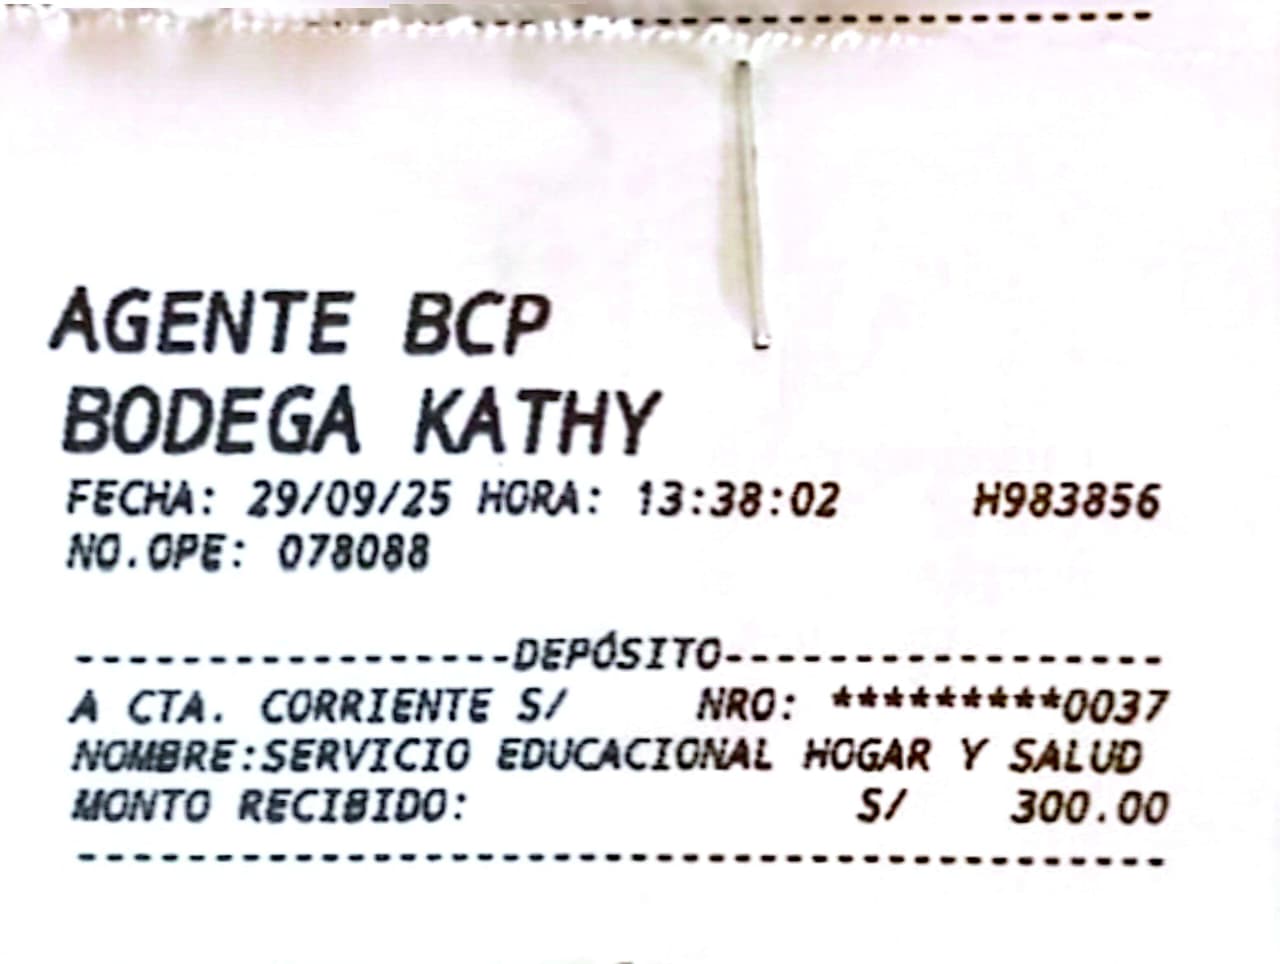 AGENTE BCP
BODEGA KATHY
FECHA: 29/09/25 HORA: 13:38:02 H983856
NO.OPE: 078088
-----------------DEPÓSITO-----------------
A CTA. CORRIENTE S/ NRO: *********0037
NOMBRE:SERVICIO EDUCACIONAL HOGAR Y SALUD
MONTO RECIBIDO: S/ 300.00